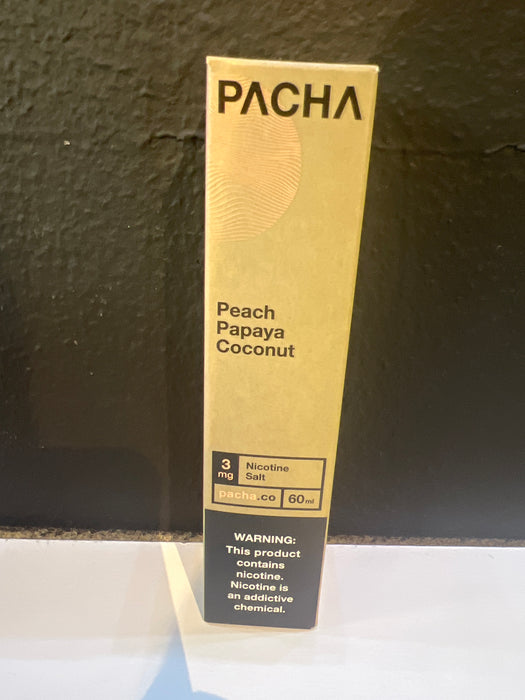 PACHA
Peach
Papaya
Coconut
3
mg
Nicotine
Salt
pacha.co
60ml
WARNING:
This product
contains
nicotine.
Nicotine is
an addictive
chemical.